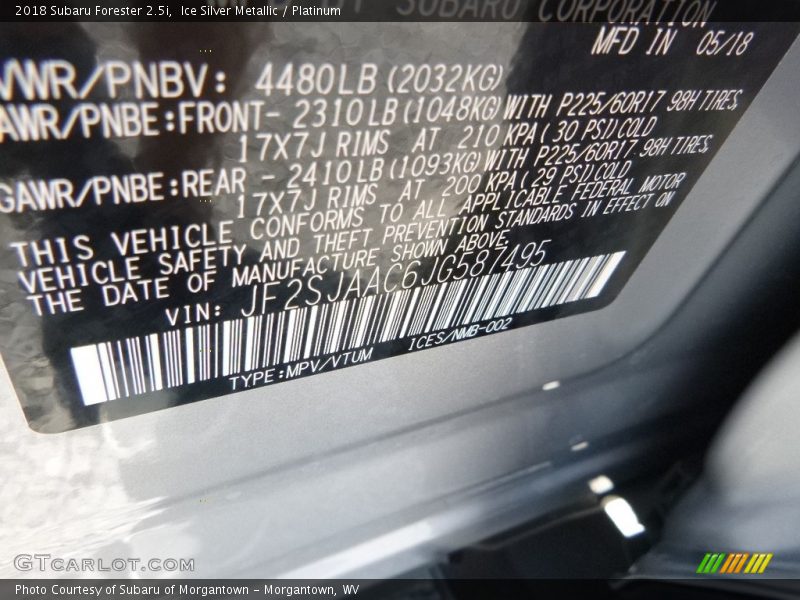 2018 Subaru Forester 2.5i, Ice Silver Metallic / Platinum
SUBARU CORPORATION
MFD IN 05/18
VWR/PNBV: 4480LB (2032KG)
AWR/PNBE:FRONT- 2310LB (1048KG) WITH P225/60R17 98H TIRES,
17X7J RIMS AT 210 KPA ( 30 PSI) COLD
GAWR/PNBE:REAR - 2410LB (1093KG) WITH P225/60R17 98H TIRES,
17X7J RIMS AT 200 KPA ( 29 PSI) COLD
THIS VEHICLE CONFORMS TO ALL APPLICABLE FEDERAL MOTOR
VEHICLE SAFETY AND THEFT PREVENTION STANDARDS IN EFFECT ON
THE DATE OF MANUFACTURE SHOWN ABOVE.
VIN: JF2SJAAC6JG587495
TYPE:MPV/VTUM ICES/NMB-002
GTCARLOT.COM
Photo Courtesy of Subaru of Morgantown - Morgantown, WV